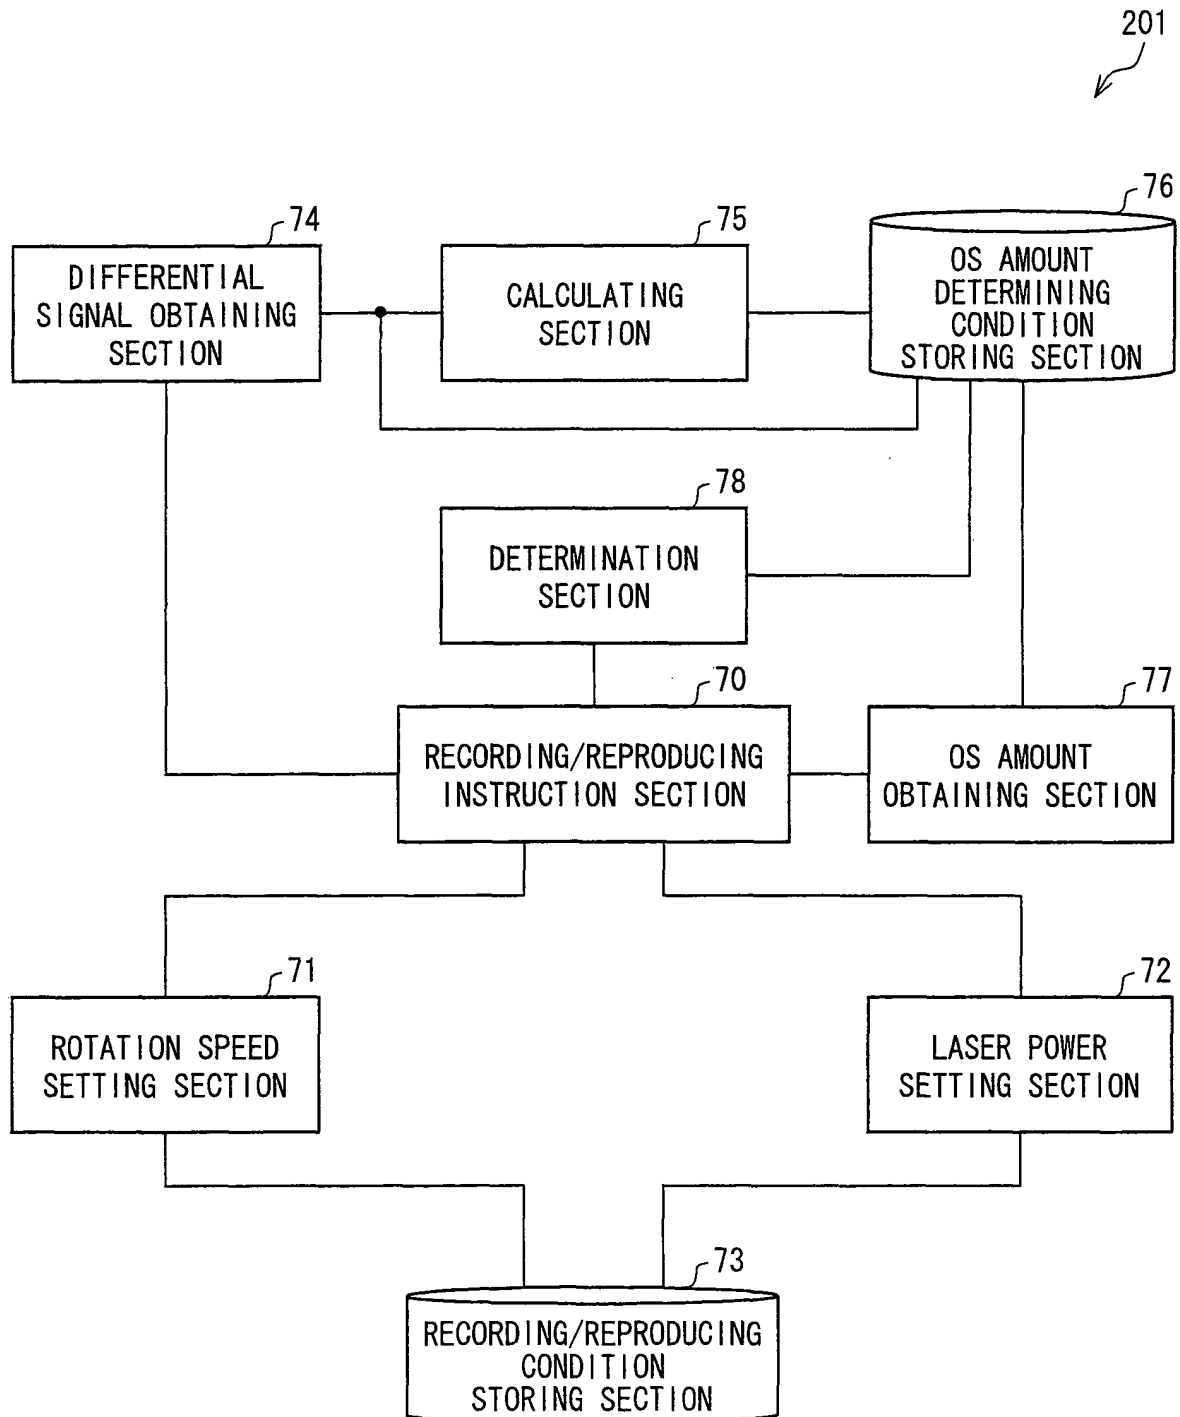 201
74
DIFFERENTIAL
SIGNAL OBTAINING
SECTION
75
CALCULATING
SECTION
76
OS AMOUNT
DETERMINING
CONDITION
STORING SECTION
78
DETERMINATION
SECTION
70
RECORDING/REPRODUCING
INSTRUCTION SECTION
77
OS AMOUNT
OBTAINING SECTION
71
ROTATION SPEED
SETTING SECTION
72
LASER POWER
SETTING SECTION
73
RECORDING/REPRODUCING
CONDITION
STORING SECTION